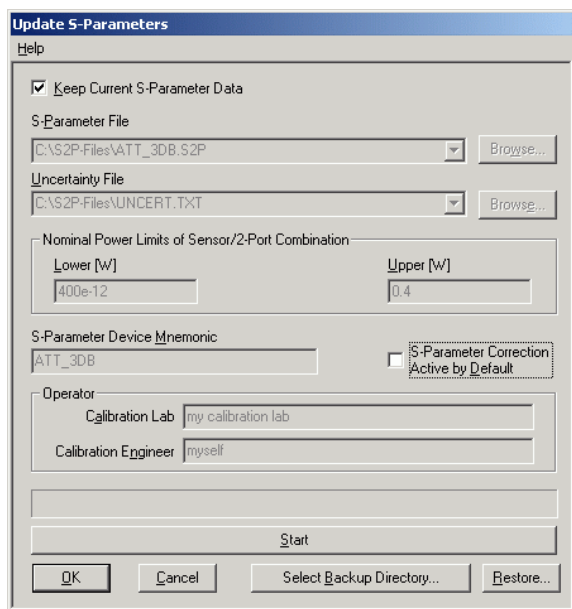 Update S-Parameters
Help
Keep Current S-Parameter Data
S-Parameter File
C:\S2P-Files\ATT_3DB.S2P
Browse...
Uncertainty File
C:\S2P-Files\UNCERT.TXT
Browse...
Nominal Power Limits of Sensor/2-Port Combination
Lower [W]
Upper [W]
400e-12
0.4
S-Parameter Device Mnemonic
ATT_3DB
S-Parameter Correction
Active by Default
Operator
Calibration Lab
my calibration lab
Calibration Engineer
myself
Start
OK
Cancel
Select Backup Directory...
Restore...